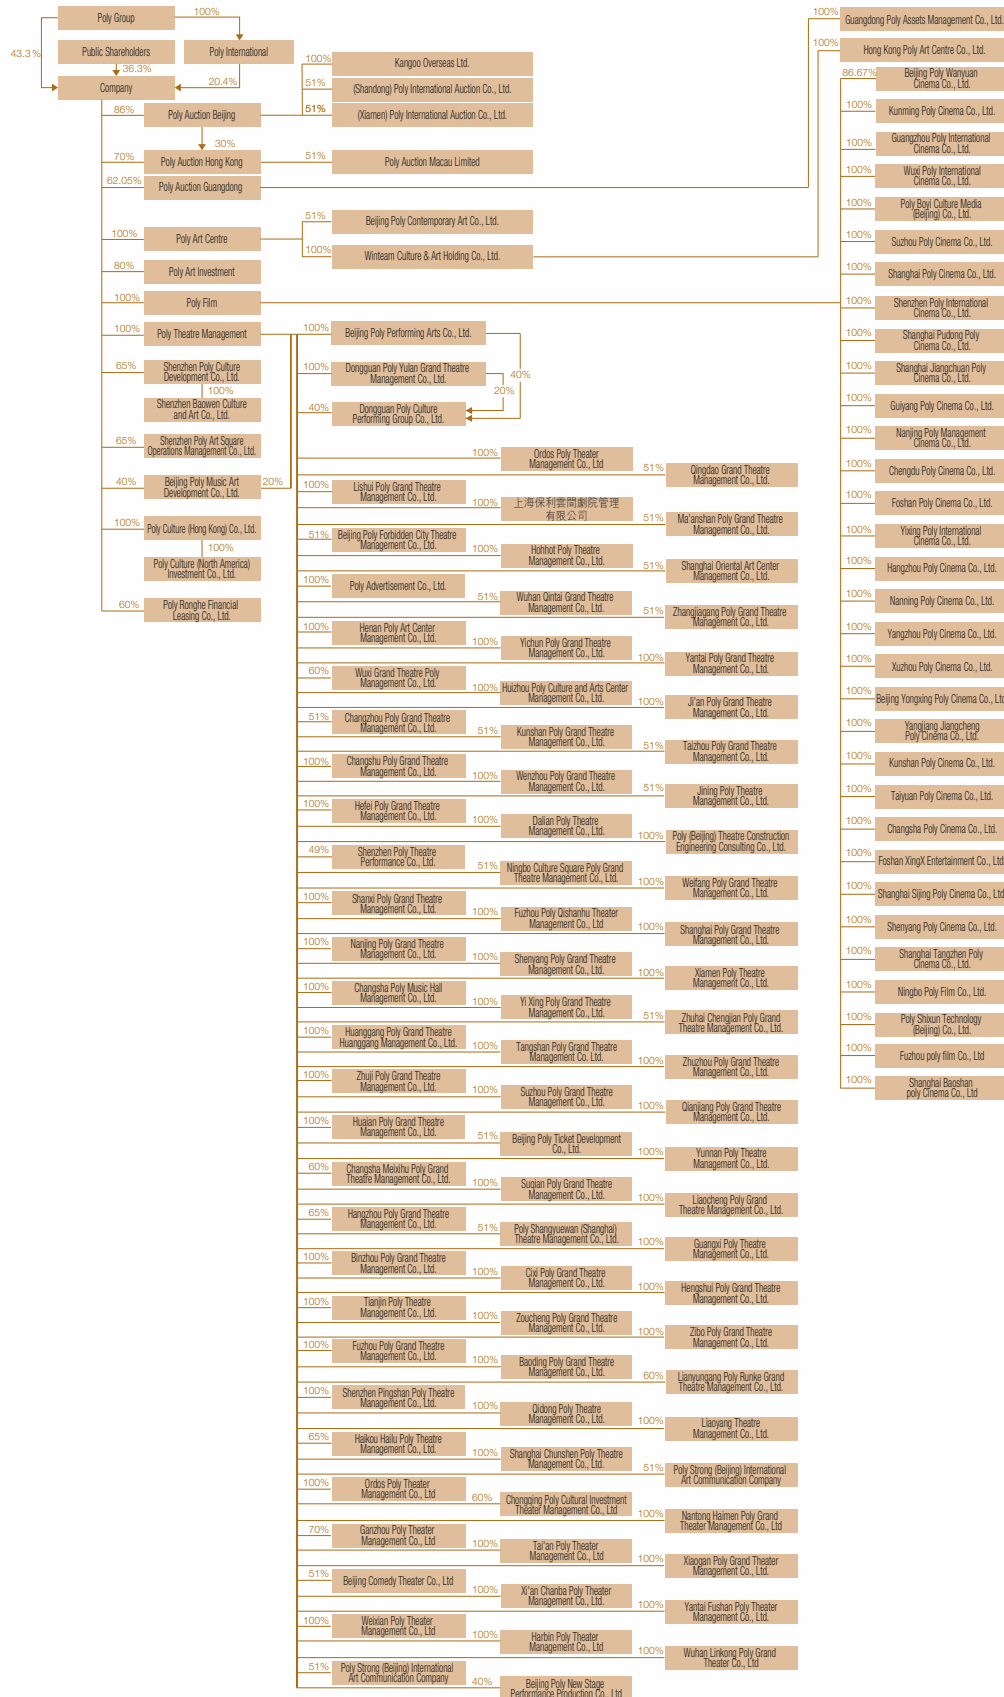 Poly Group
100%
43.3%
Public Shareholders
Poly International
36.3%
20.4%
Company
86%
Poly Auction Beijing
100%
Kangoo Overseas Ltd.
51%
(Shandong) Poly International Auction Co., Ltd.
51%
(Xiamen) Poly International Auction Co., Ltd.
30%
70%
Poly Auction Hong Kong
51%
Poly Auction Macau Limited
62.05%
Poly Auction Guangdong
100%
Poly Art Centre
51%
Beijing Poly Contemporary Art Co., Ltd.
100%
Winteam Culture & Art Holding Co., Ltd.
80%
Poly Art Investment
100%
Poly Film
100%
Poly Theatre Management
65%
Shenzhen Poly Culture
Development Co., Ltd.
100%
Shenzhen Baowen Culture
and Art Co., Ltd.
65%
Shenzhen Poly Art Square
Operations Management Co., Ltd.
40%
Beijing Poly Music Art
Development Co., Ltd.
20%
100%
Poly Culture (Hong Kong) Co., Ltd.
100%
Poly Culture (North America)
Investment Co., Ltd.
60%
Poly Ronghe Financial
Leasing Co., Ltd.
100%
Beijing Poly Performing Arts Co., Ltd.
100%
Dongguan Poly Yulan Grand Theatre
Management Co., Ltd.
40%
20%
40%
Dongguan Poly Culture
Performing Group Co., Ltd.
100%
Lishui Poly Grand Theatre
Management Co., Ltd.
51%
Beijing Poly Forbidden City Theatre
Management Co., Ltd.
100%
Poly Advertisement Co., Ltd.
100%
Henan Poly Art Center
Management Co., Ltd.
60%
Wuxi Grand Theatre Poly
Management Co., Ltd.
51%
Changzhou Poly Grand Theatre
Management Co., Ltd.
100%
Changshu Poly Grand Theatre
Management Co., Ltd.
100%
Hefei Poly Grand Theatre
Management Co., Ltd.
49%
Shenzhen Poly Theatre
Performance Co., Ltd.
100%
Shanxi Poly Grand Theatre
Management Co., Ltd.
100%
Nanjing Poly Grand Theatre
Management Co., Ltd.
100%
Changsha Poly Music Hall
Management Co., Ltd.
100%
Huanggang Poly Grand Theatre
Huanggang Management Co., Ltd.
100%
Zhuji Poly Grand Theatre
Management Co., Ltd.
100%
Huaian Poly Grand Theatre
Management Co., Ltd.
60%
Changsha Meixihu Poly Grand
Theatre Management Co., Ltd.
65%
Hangzhou Poly Grand Theatre
Management Co., Ltd.
100%
Binzhou Poly Grand Theatre
Management Co., Ltd.
100%
Tianjin Poly Theatre
Management Co., Ltd.
100%
Fuzhou Poly Grand Theatre
Management Co., Ltd.
100%
Shenzhen Pingshan Poly Theatre
Management Co., Ltd.
65%
Haikou Hailu Poly Theatre
Management Co., Ltd.
100%
Ordos Poly Theater
Management Co., Ltd
70%
Ganzhou Poly Theater
Management Co., Ltd
51%
Beijing Comedy Theater Co., Ltd
100%
Weixian Poly Theater
Management Co., Ltd
51%
Poly Strong (Beijing) International
Art Communication Company
100%
Ordos Poly Theater
Management Co., Ltd
100%
上海保利雲間劇院管理
有限公司
100%
Hohhot Poly Theatre
Management Co., Ltd.
51%
Wuhan Qintai Grand Theatre
Management Co., Ltd.
100%
Yichun Poly Grand Theatre
Management Co., Ltd.
100%
Huizhou Poly Culture and Arts Center
Management Co., Ltd.
51%
Kunshan Poly Grand Theatre
Management Co., Ltd.
100%
Wenzhou Poly Grand Theatre
Management Co., Ltd.
100%
Dalian Poly Theatre
Management Co., Ltd.
51%
Ningbo Culture Square Poly Grand
Theatre Management Co., Ltd.
100%
Fuzhou Poly Qishanhu Theater
Management Co., Ltd
100%
Shenyang Poly Grand Theatre
Management Co., Ltd.
100%
Yi Xing Poly Grand Theatre
Management Co., Ltd.
100%
Tangshan Poly Grand Theatre
Management Co., Ltd.
100%
Suzhou Poly Grand Theatre
Management Co., Ltd.
51%
Beijing Poly Ticket Development
Co., Ltd.
100%
Suqian Poly Grand Theatre
Management Co., Ltd.
51%
Poly Shangyuewan (Shanghai)
Theatre Management Co., Ltd.
100%
Cixi Poly Grand Theatre
Management Co., Ltd.
100%
Zoucheng Poly Grand Theatre
Management Co., Ltd.
100%
Baoding Poly Grand Theatre
Management Co., Ltd.
100%
Qidong Poly Theatre
Management Co., Ltd.
100%
Shanghai Chunshen Poly Theatre
Management Co., Ltd.
60%
Chongqing Poly Cultural Investment
Theater Management Co., Ltd
100%
Tai'an Poly Theater
Management Co., Ltd
100%
Xi'an Chanba Poly Theater
Management Co., Ltd.
100%
Harbin Poly Theater
Management Co., Ltd
40%
Beijing Poly New Stage
Performance Production Co., Ltd
51%
Qingdao Grand Theatre
Management Co., Ltd.
51%
Ma'anshan Poly Grand Theatre
Management Co., Ltd.
51%
Shanghai Oriental Art Center
Management Co., Ltd.
51%
Zhangjiagang Poly Grand Theatre
Management Co., Ltd.
100%
Yantai Poly Grand Theatre
Management Co., Ltd.
100%
Ji'an Poly Grand Theatre
Management Co., Ltd.
51%
Taizhou Poly Grand Theatre
Management Co., Ltd.
51%
Jining Poly Theatre
Management Co., Ltd.
100%
Poly (Beijing) Theatre Construction
Engineering Consulting Co., Ltd.
100%
Weifang Poly Grand Theatre
Management Co., Ltd.
100%
Shanghai Poly Grand Theatre
Management Co., Ltd.
100%
Xiamen Poly Theatre
Management Co., Ltd.
51%
Zhuhai Chengjian Poly Grand
Theatre Management Co., Ltd.
100%
Zhuzhou Poly Grand Theatre
Management Co., Ltd.
100%
Qianjiang Poly Grand Theatre
Management Co., Ltd.
100%
Yunnan Poly Theatre
Management Co., Ltd.
100%
Liaocheng Poly Grand
Theatre Management Co., Ltd.
100%
Guangxi Poly Theatre
Management Co., Ltd.
100%
Hengshui Poly Grand Theatre
Management Co., Ltd.
100%
Zibo Poly Grand Theatre
Management Co., Ltd.
60%
Lianyungang Poly Runke Grand
Theatre Management Co., Ltd.
100%
Liaoyang Theatre
Management Co., Ltd.
51%
Poly Strong (Beijing) International
Art Communication Company
100%
Nantong Haimen Poly Grand
Theater Management Co., Ltd
100%
Xiaogan Poly Grand Theater
Management Co., Ltd.
100%
Yantai Fushan Poly Theater
Management Co., Ltd.
100%
Wuhan Linkong Poly Grand
Theater Co., Ltd
100%
Guangdong Poly Assets Management Co., Ltd.
100%
Hong Kong Poly Art Centre Co., Ltd.
86.67%
Beijing Poly Wanyuan
Cinema Co., Ltd.
100%
Kunming Poly Cinema Co., Ltd.
100%
Guangzhou Poly International
Cinema Co., Ltd.
100%
Wuxi Poly International
Cinema Co., Ltd.
100%
Poly Boyi Culture Media
(Beijing) Co., Ltd.
100%
Suzhou Poly Cinema Co., Ltd.
100%
Shanghai Poly Cinema Co., Ltd.
100%
Shenzhen Poly International
Cinema Co., Ltd.
100%
Shanghai Pudong Poly
Cinema Co., Ltd.
100%
Shanghai Jiangchuan Poly
Cinema Co., Ltd.
100%
Guiyang Poly Cinema Co., Ltd.
100%
Nanjing Poly Management
Cinema Co., Ltd.
100%
Chengdu Poly Cinema Co., Ltd.
100%
Foshan Poly Cinema Co., Ltd.
100%
Yixing Poly International
Cinema Co., Ltd.
100%
Hangzhou Poly Cinema Co., Ltd.
100%
Nanning Poly Cinema Co., Ltd.
100%
Yangzhou Poly Cinema Co., Ltd.
100%
Xuzhou Poly Cinema Co., Ltd.
100%
Beijing Yongxing Poly Cinema Co., Ltd
100%
Yangjiang Jiangcheng
Poly Cinema Co., Ltd.
100%
Kunshan Poly Cinema Co., Ltd.
100%
Taiyuan Poly Cinema Co., Ltd.
100%
Changsha Poly Cinema Co., Ltd.
100%
Foshan XingX Entertainment Co., Ltd
100%
Shanghai Sijing Poly Cinema Co., Ltd
100%
Shenyang Poly Cinema Co., Ltd.
100%
Shanghai Tangzhen Poly
Cinema Co., Ltd.
100%
Ningbo Poly Film Co., Ltd.
100%
Poly Shixun Technology
(Beijing) Co., Ltd.
100%
Fuzhou poly film Co., Ltd
100%
Shanghai Baoshan
poly Cinema Co., Ltd